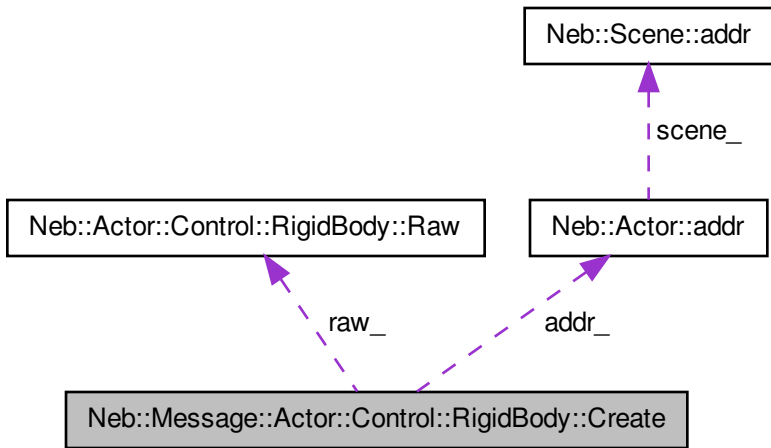 Neb::Scene::addr
scene_
Neb::Actor::Control::RigidBody::Raw
Neb::Actor::addr
raw_
addr_
Neb::Message::Actor::Control::RigidBody::Create